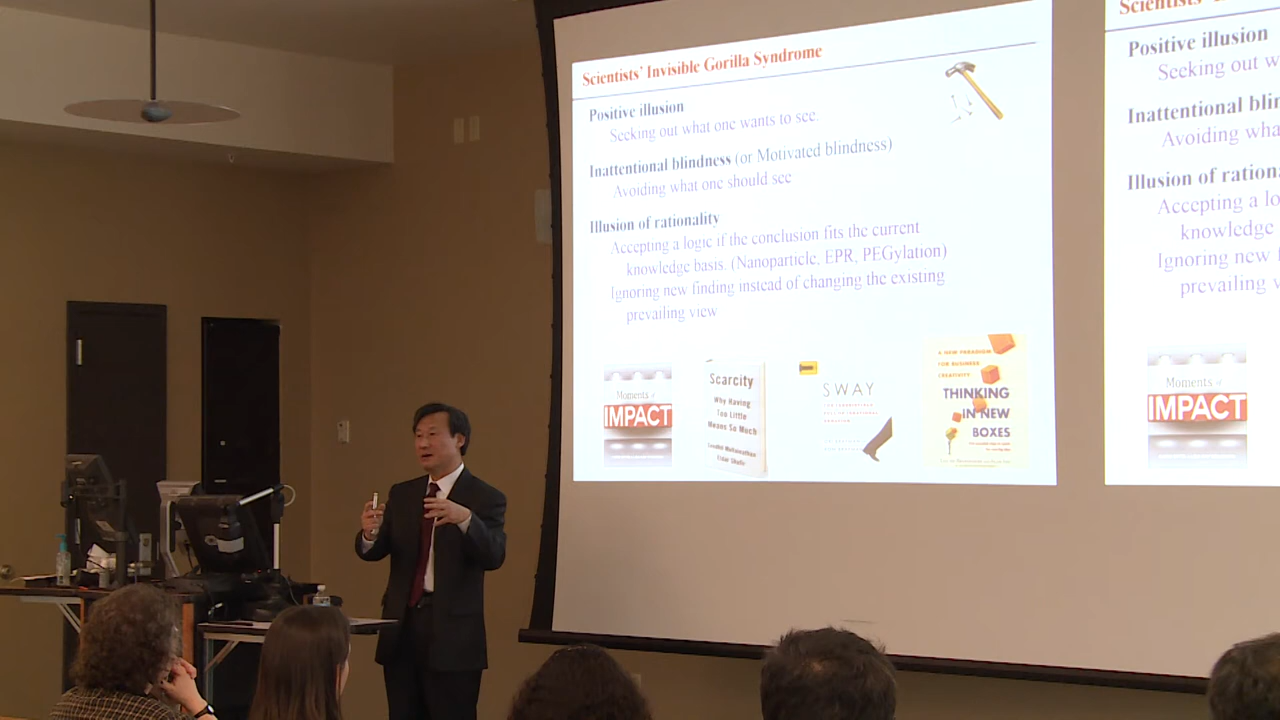 Scientists' Invisible Gorilla Syndrome
Positive illusion
Seeking out what one wants to see.
Inattentional blindness (or Motivated blindness)
Avoiding what one should see
Illusion of rationality
Accepting a logic if the conclusion fits the current
knowledge basis. (Nanoparticle, EPR, PEGylation)
Ignoring new finding instead of changing the existing
prevailing view
Moments of
IMPACT
Scarcity
Why Having
Too Little
Means So Much
Sendhil Mullainathan
Eldar Shafir
SWAY
A NEW PARADIGM
FOR BUSINESS
CREATIVITY
THINKING
IN NEW
BOXES
Scientists'
Positive illusion
Seeking out w
Inattentional blin
Avoiding wha
Illusion of rationa
Accepting a lo
knowledge
Ignoring new f
prevailing v
Moments of
IMPACT